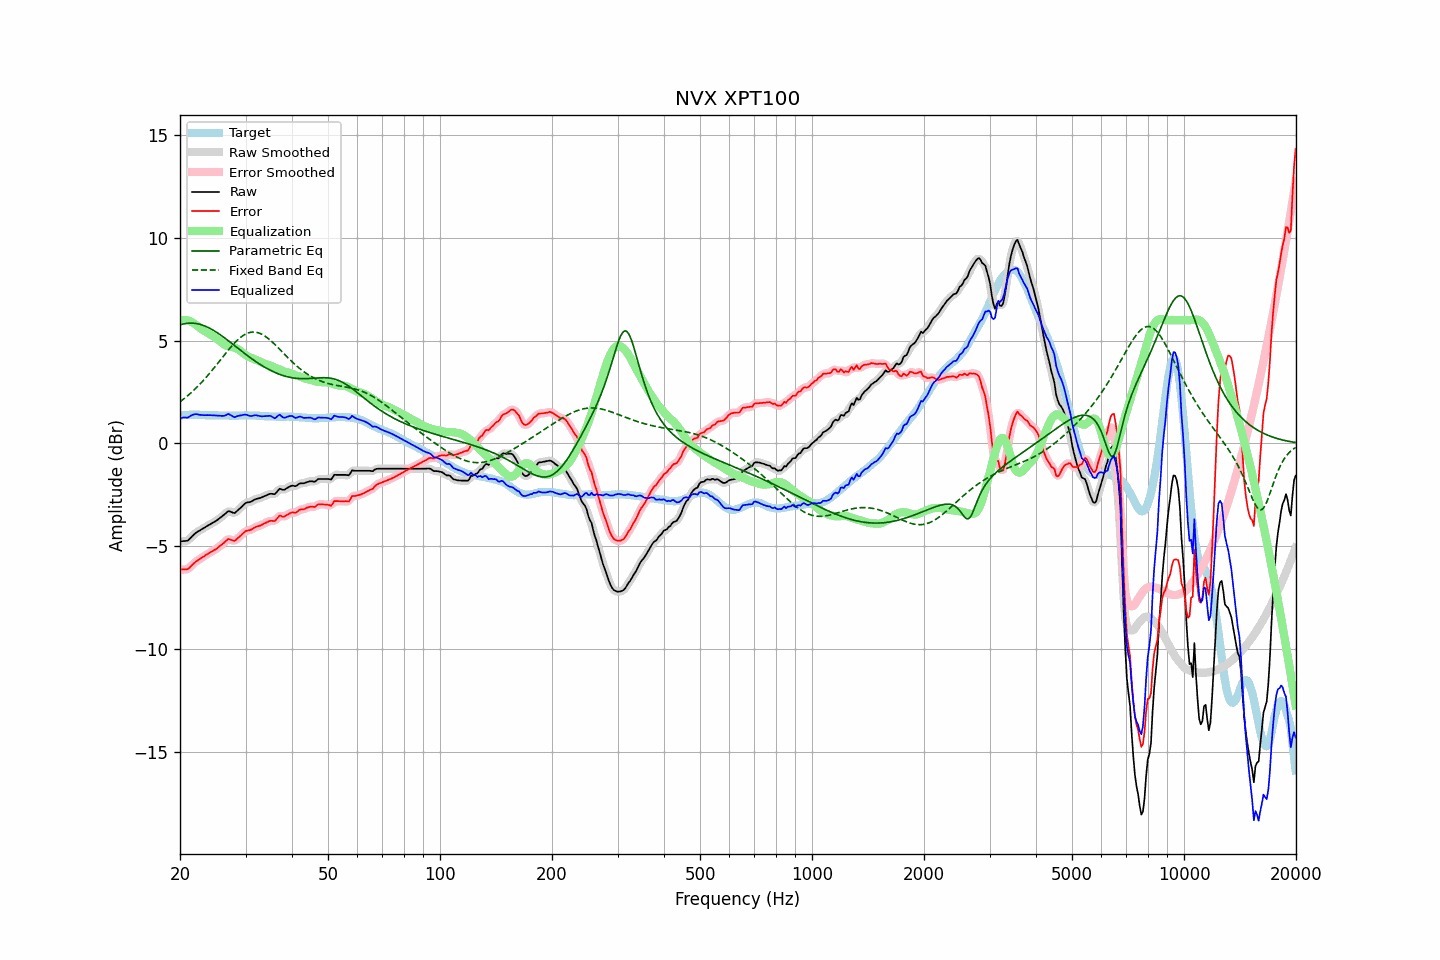 NVX XPT100
Amplitude (dBr)
15
10
5
0
−5
−10
−15
Target
Raw Smoothed
Error Smoothed
Raw
Error
Equalization
Parametric Eq
Fixed Band Eq
Equalized
20 50 100 200 500 1000 2000 5000 10000 20000
Frequency (Hz)